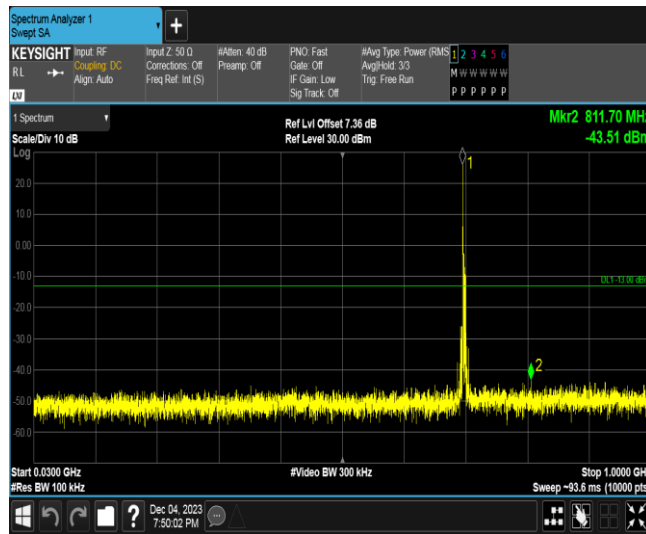 Spectrum Analyzer 1
Swept SA
+
KEYSIGHT
RL
LXI
Input: RF
Coupling: DC
Align: Auto
Input Z: 50 Ω
Corrections: Off
Freq Ref: Int (S)
#Atten: 40 dB
Preamp: Off
PNO: Fast
Gate: Off
IF Gain: Low
Sig Track: Off
#Avg Type: Power (RMS
Avg|Hold: 3/3
Trig: Free Run
1 2 3 4 5 6
M W W W W W
P P P P P P
1 Spectrum
Scale/Div 10 dB
Log
Ref Lvl Offset 7.36 dB
Ref Level 30.00 dBm
Mkr2 811.70 MHz
-43.51 dBm
1
20.0
10.0
0.00
-10.0
DL1 -13.00 dBm
-20.0
-30.0
2
-40.0
-50.0
-60.0
Start 0.0300 GHz
#Res BW 100 kHz
#Video BW 300 kHz
Stop 1.0000 GHz
Sweep ~93.6 ms (10000 pts)
?
Dec 04, 2023
7:50:02 PM